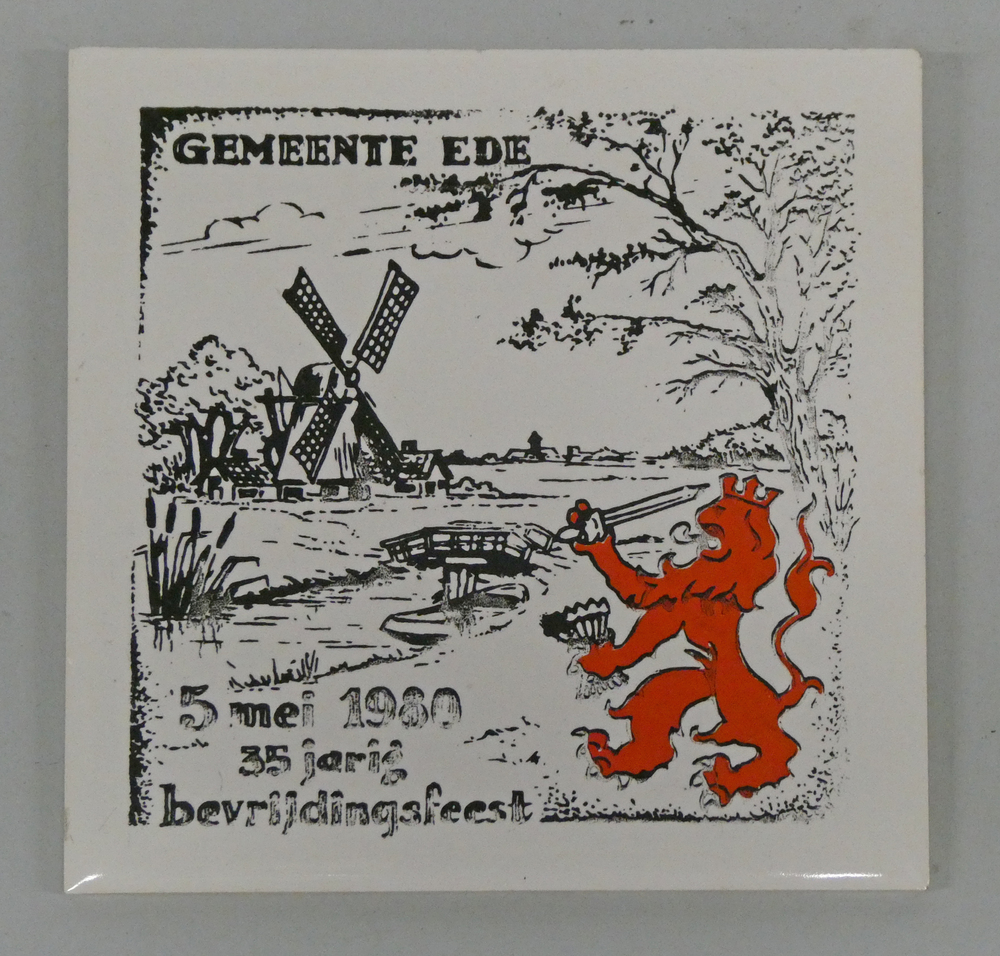 GEMEENTE EDE
5 mei 1980
35 jarig
bevrijdingsfeest